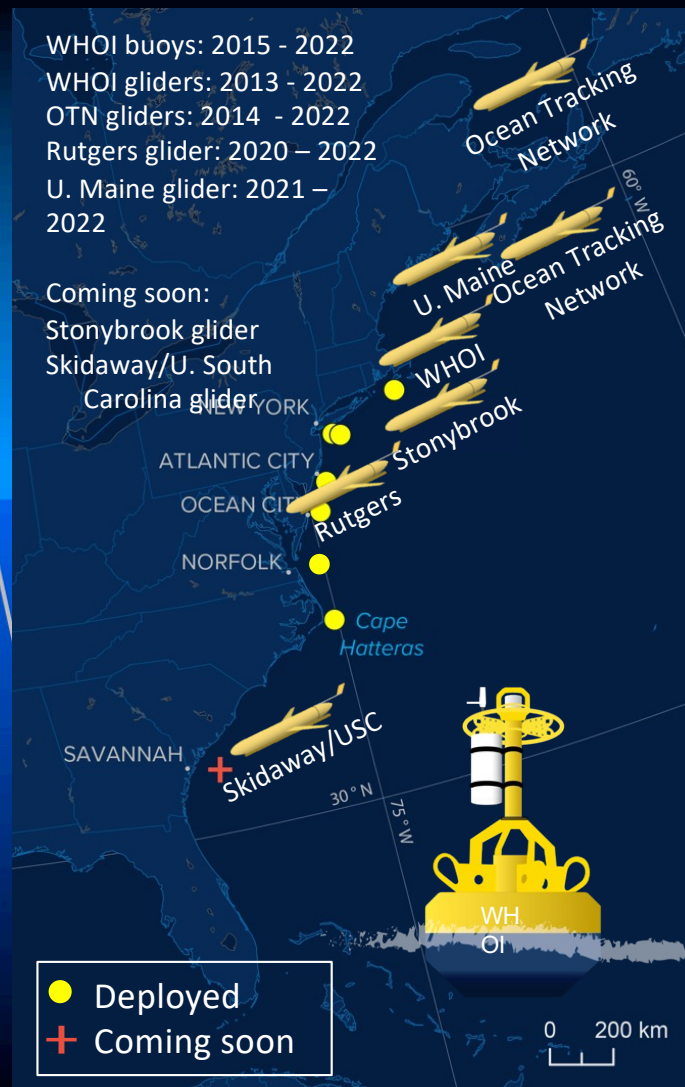 WHOI buoys: 2015 - 2022
WHOI gliders: 2013 - 2022
OTN gliders: 2014 - 2022
Rutgers glider: 2020 – 2022
U. Maine glider: 2021 –
2022
Coming soon:
Stonybrook glider
Skidaway/U. South
Carolina glider
Ocean Tracking
Network
60° W
U. Maine
Ocean Tracking
Network
WHOI
NEW YORK
Stonybrook
ATLANTIC CITY
OCEAN CITY
Rutgers
NORFOLK
Cape
Hatteras
SAVANNAH
Skidaway/USC
30° N
75° W
WH
OI
Deployed
Coming soon
0 200 km